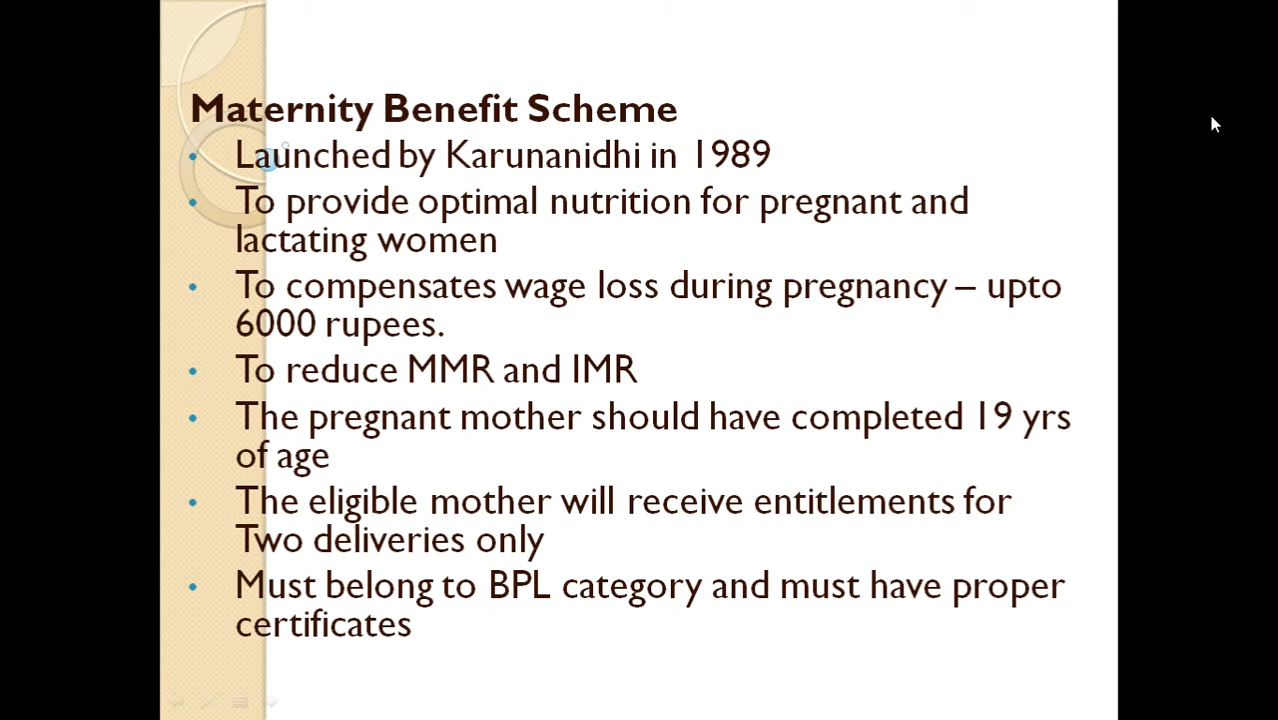 Maternity Benefit Scheme
• Launched by Karunanidhi in 1989
• To provide optimal nutrition for pregnant and
lactating women
• To compensates wage loss during pregnancy – upto
6000 rupees.
• To reduce MMR and IMR
• The pregnant mother should have completed 19 yrs
of age
• The eligible mother will receive entitlements for
Two deliveries only
• Must belong to BPL category and must have proper
certificates